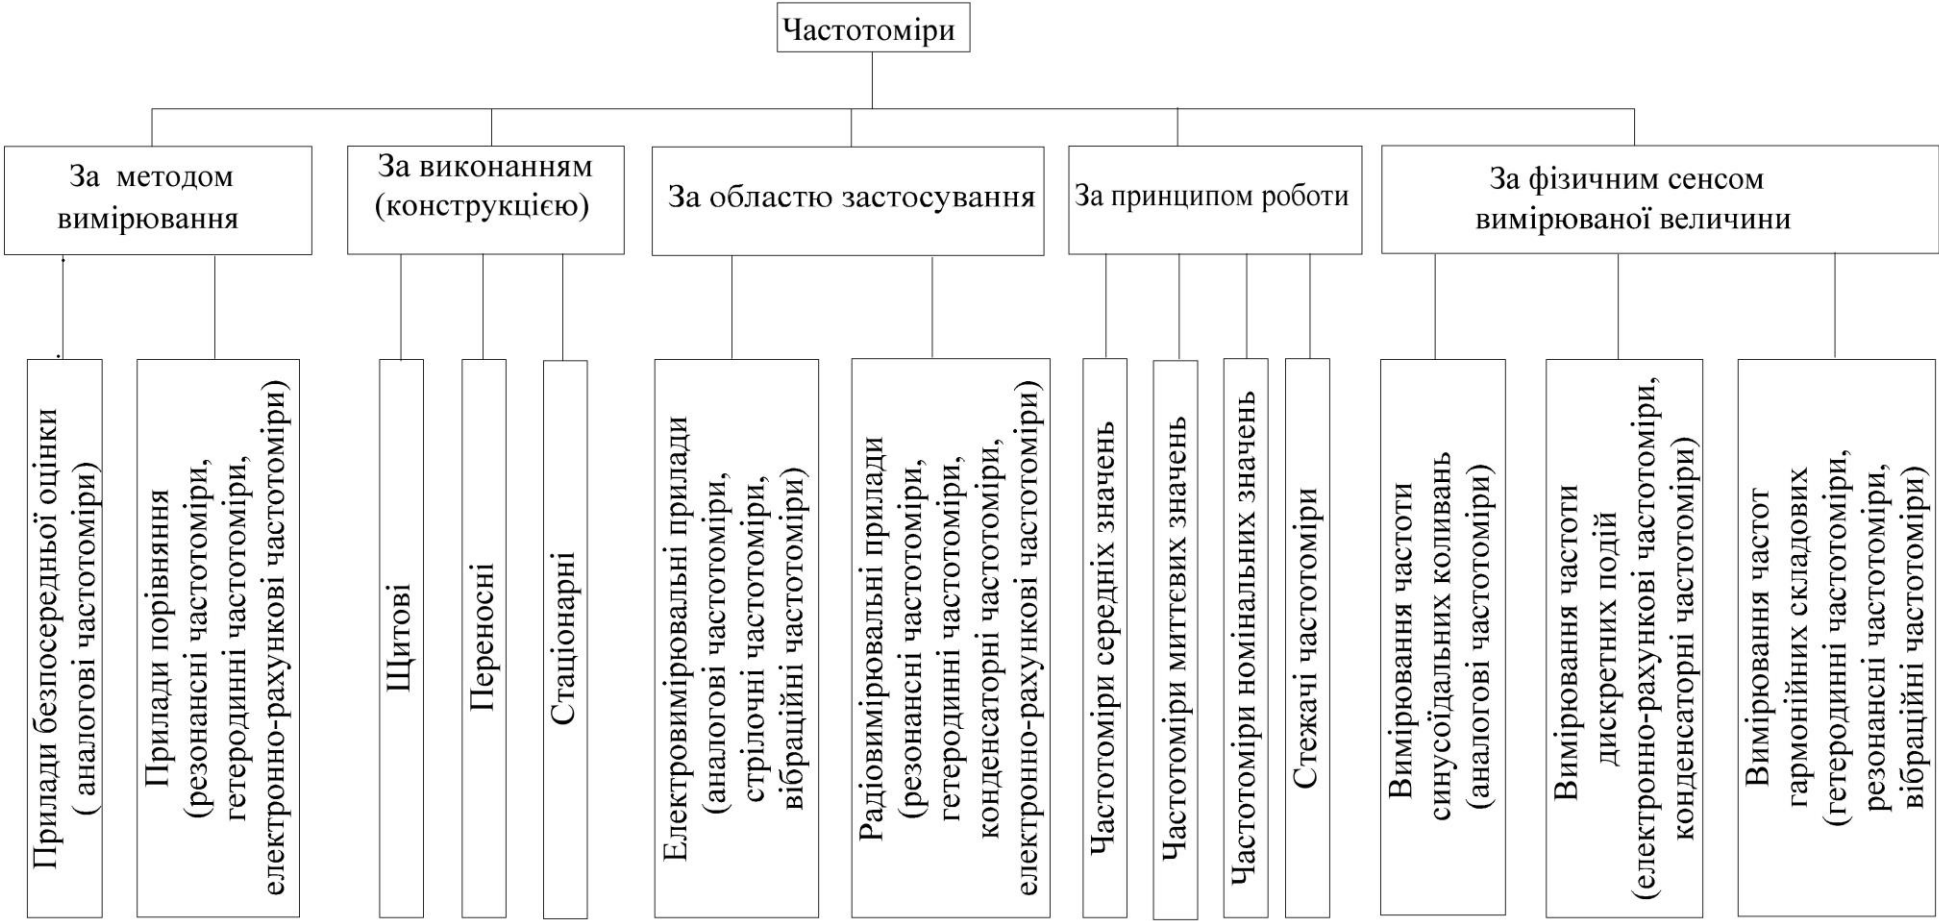 Частотоміри
За методом
вимірювання
За виконанням
(конструкцією)
За областю застосування
За принципом роботи
За фізичним сенсом
вимірюваної величини
Прилади безпосередньої оцінки
( аналогові частотоміри)
Прилади порівняння
(резонансні частотоміри,
гетеродинні частотоміри,
електронно-рахункові частотоміри)
Щитові
Переносні
Стаціонарні
Електровимірювальні прилади
(аналогові частотоміри,
стрілочні частотоміри,
вібраційні частотоміри)
Радіовимірювальні прилади
(резонансні частотоміри,
гетеродинні частотоміри,
конденсаторні частотоміри,
електронно-рахункові частотоміри)
Частотоміри середніх значень
Частотоміри миттєвих значень
Частотоміри номінальних значень
Стежачі частотоміри
Вимірювання частоти
синусоїдальних коливань
(аналогові частотоміри)
Вимірювання частоти
дискретних подій
(електронно-рахункові частотоміри,
конденсаторні частотоміри)
Вимірювання частот
гармонійних складових
(гетеродинні частотоміри,
резонансні частотоміри,
вібраційні частотоміри)